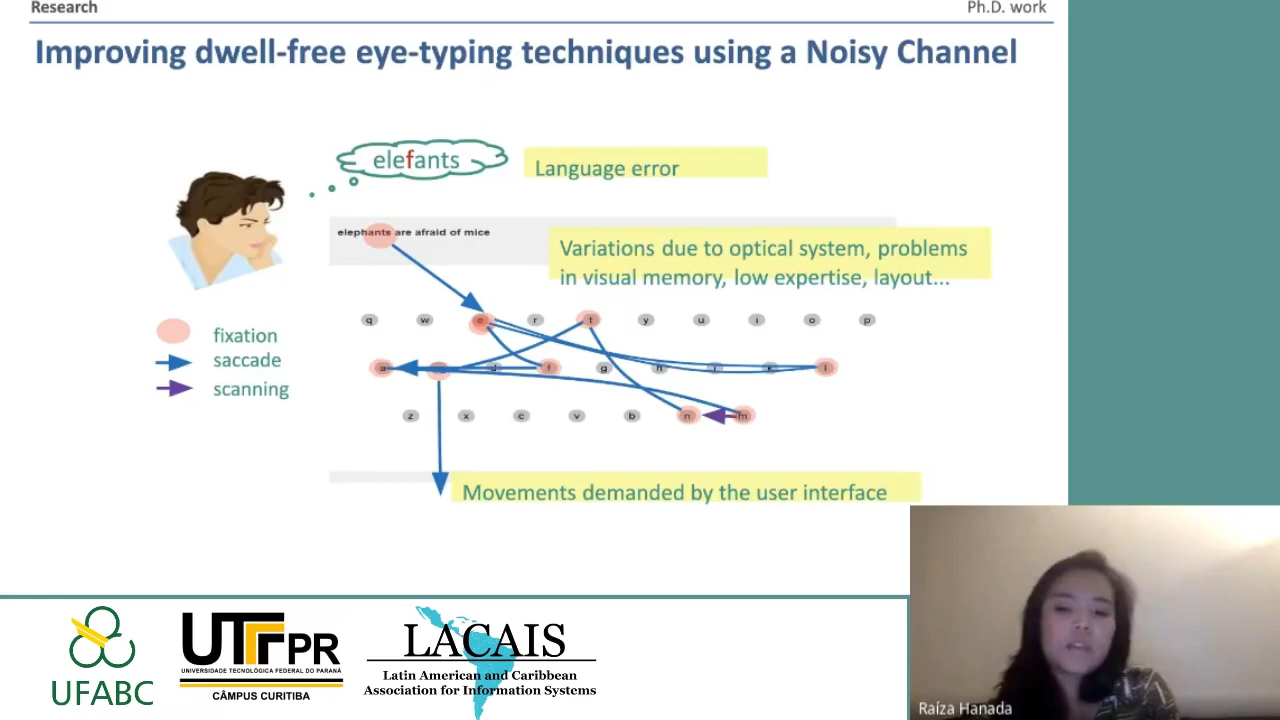 Research
Ph.D. work
Improving dwell-free eye-typing techniques using a Noisy Channel
elefants
Language error
elephants are afraid of mice
Variations due to optical system, problems
in visual memory, low expertise, layout...
q w e r t y u i o p
fixation
saccade
scanning
a d f g h j k l
z x c v b n m
Movements demanded by the user interface
UFABC
UTFPR
UNIVERSIDADE TECNOLÓGICA FEDERAL DO PARANÁ
CÂMPUS CURITIBA
LACAIS
Latin American and Caribbean
Association for Information Systems
Raíza Hanada